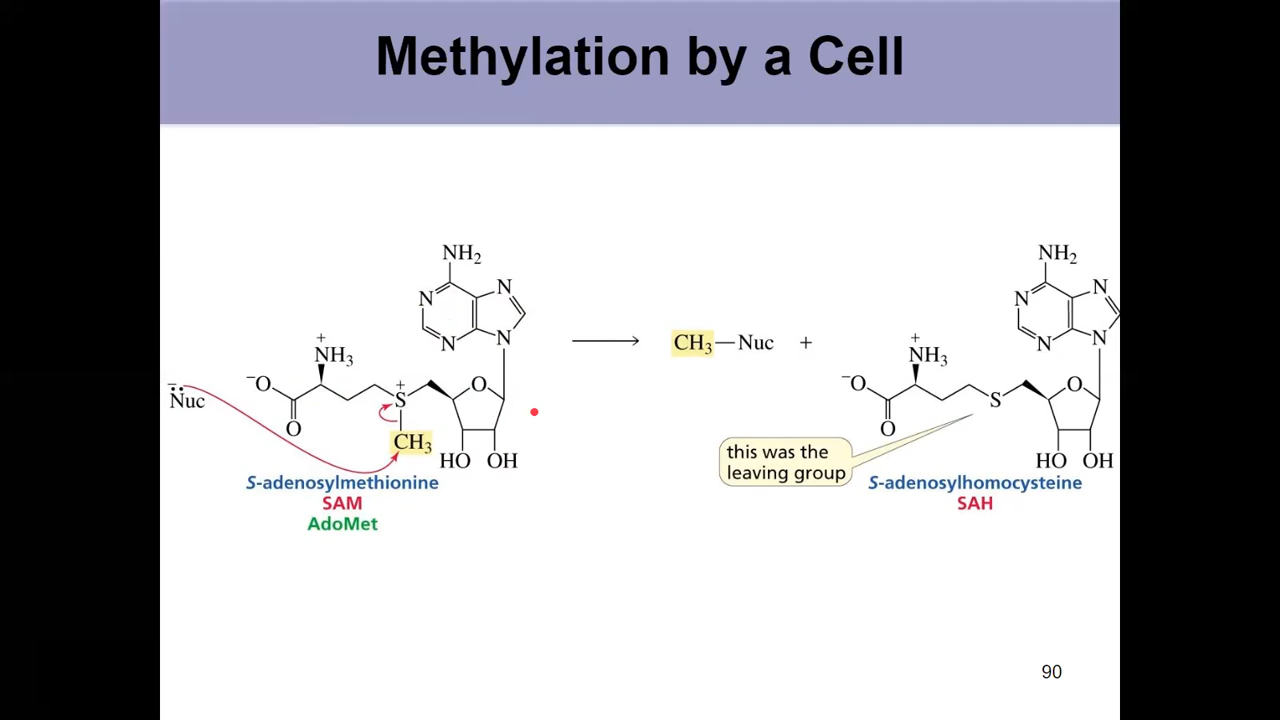 Methylation by a Cell
NH₂
N
N
N
N
+
NH₃
⁻O
O
+
S
CH₃
O
HO OH
⁻
Nuc
S-adenosylmethionine
SAM
AdoMet
CH₃—Nuc +
NH₂
N
N
N
N
+
NH₃
⁻O
O
S
O
HO OH
this was the
leaving group
S-adenosylhomocysteine
SAH
90